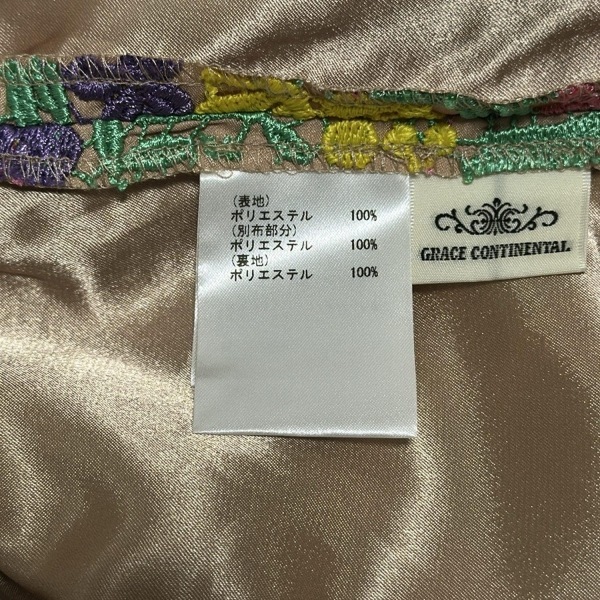 (表地)
ポリエステル 100%
(別布部分)
ポリエステル 100%
(裏地)
ポリエステル 100%
GRACE CONTINENTAL